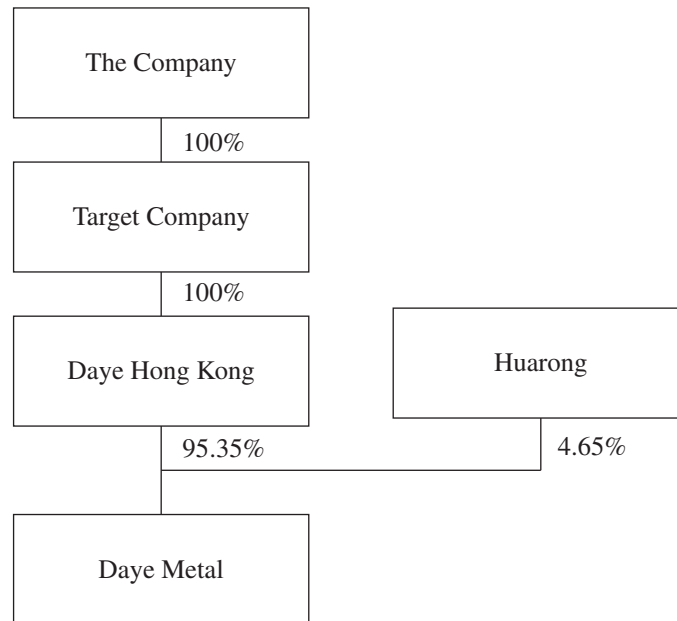 The Company
100%
Target Company
100%
Daye Hong Kong
Huarong
95.35%
4.65%
Daye Metal